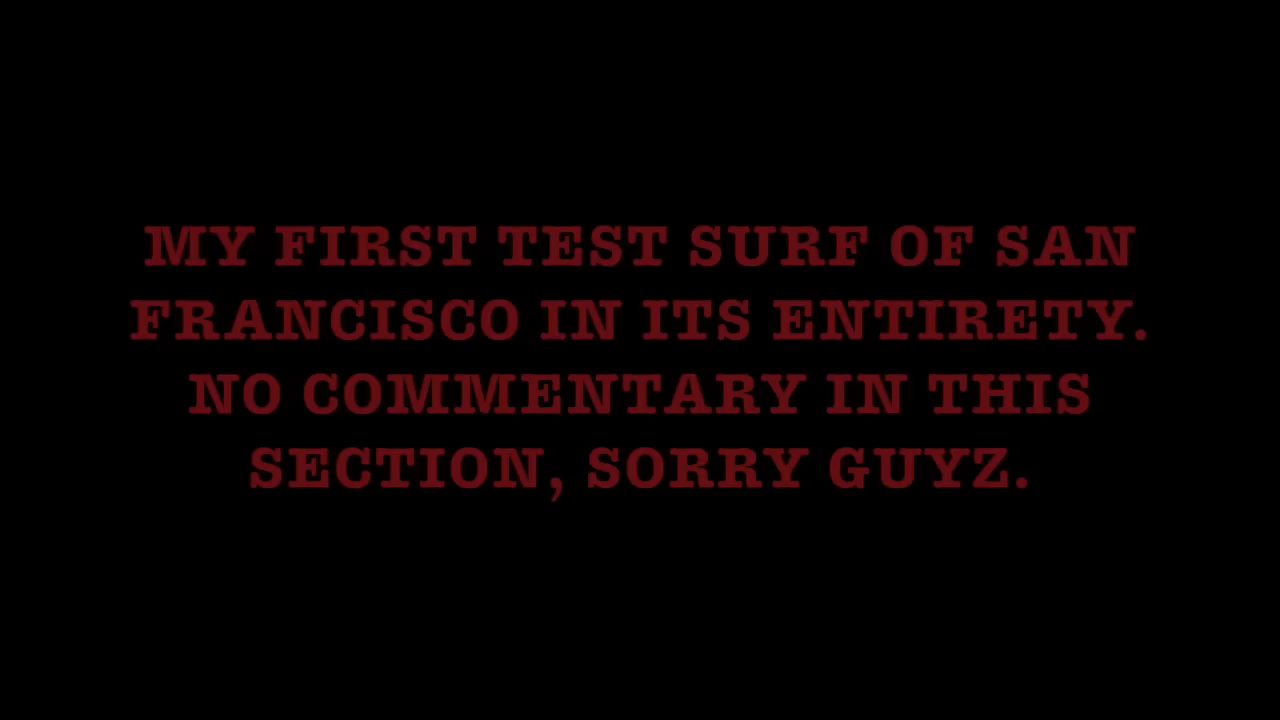 MY FIRST TEST SURF OF SAN
FRANCISCO IN ITS ENTIRETY.
NO COMMENTARY IN THIS
SECTION, SORRY GUYZ.